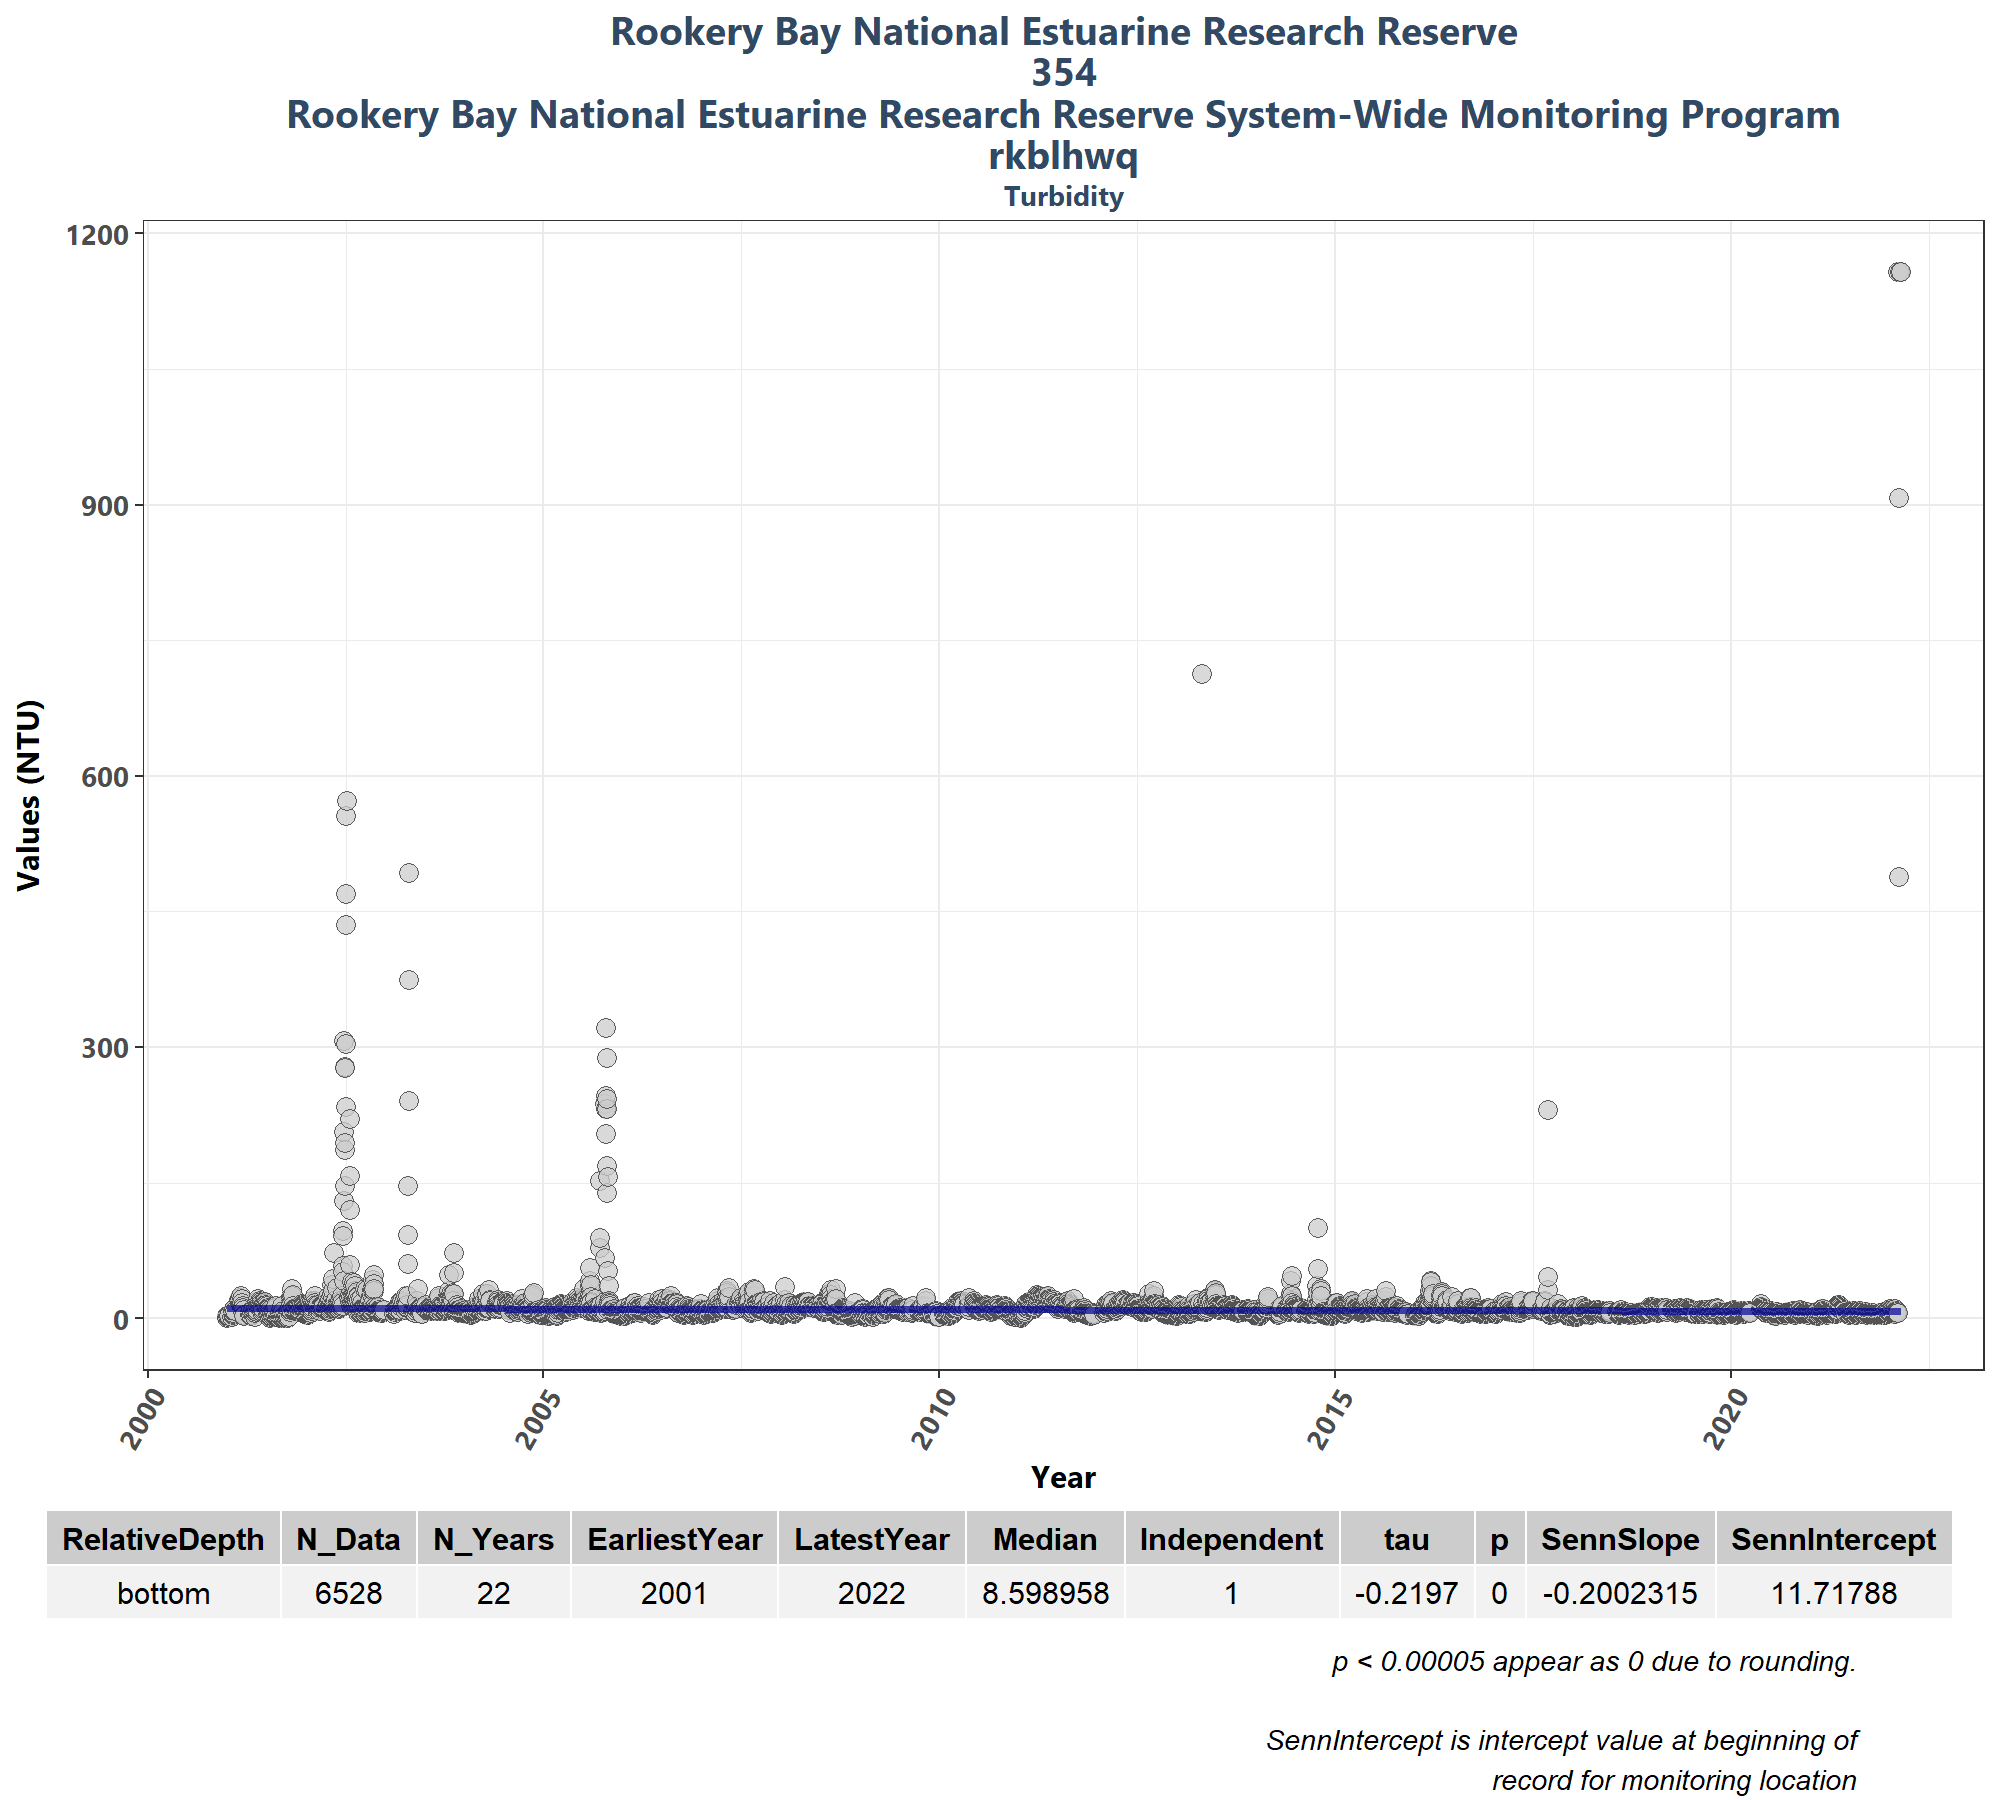 Rookery Bay National Estuarine Research Reserve
354
Rookery Bay National Estuarine Research Reserve System-Wide Monitoring Program
rkblhwq
Turbidity
1200
900
600
300
0
Values (NTU)
2000 2005 2010 2015 2020
Year
RelativeDepth N_Data N_Years EarliestYear LatestYear Median Independent tau p SennSlope SennIntercept
bottom 6528 22 2001 2022 8.598958 1 -0.2197 0 -0.2002315 11.71788
p < 0.00005 appear as 0 due to rounding.
SennIntercept is intercept value at beginning of
record for monitoring location